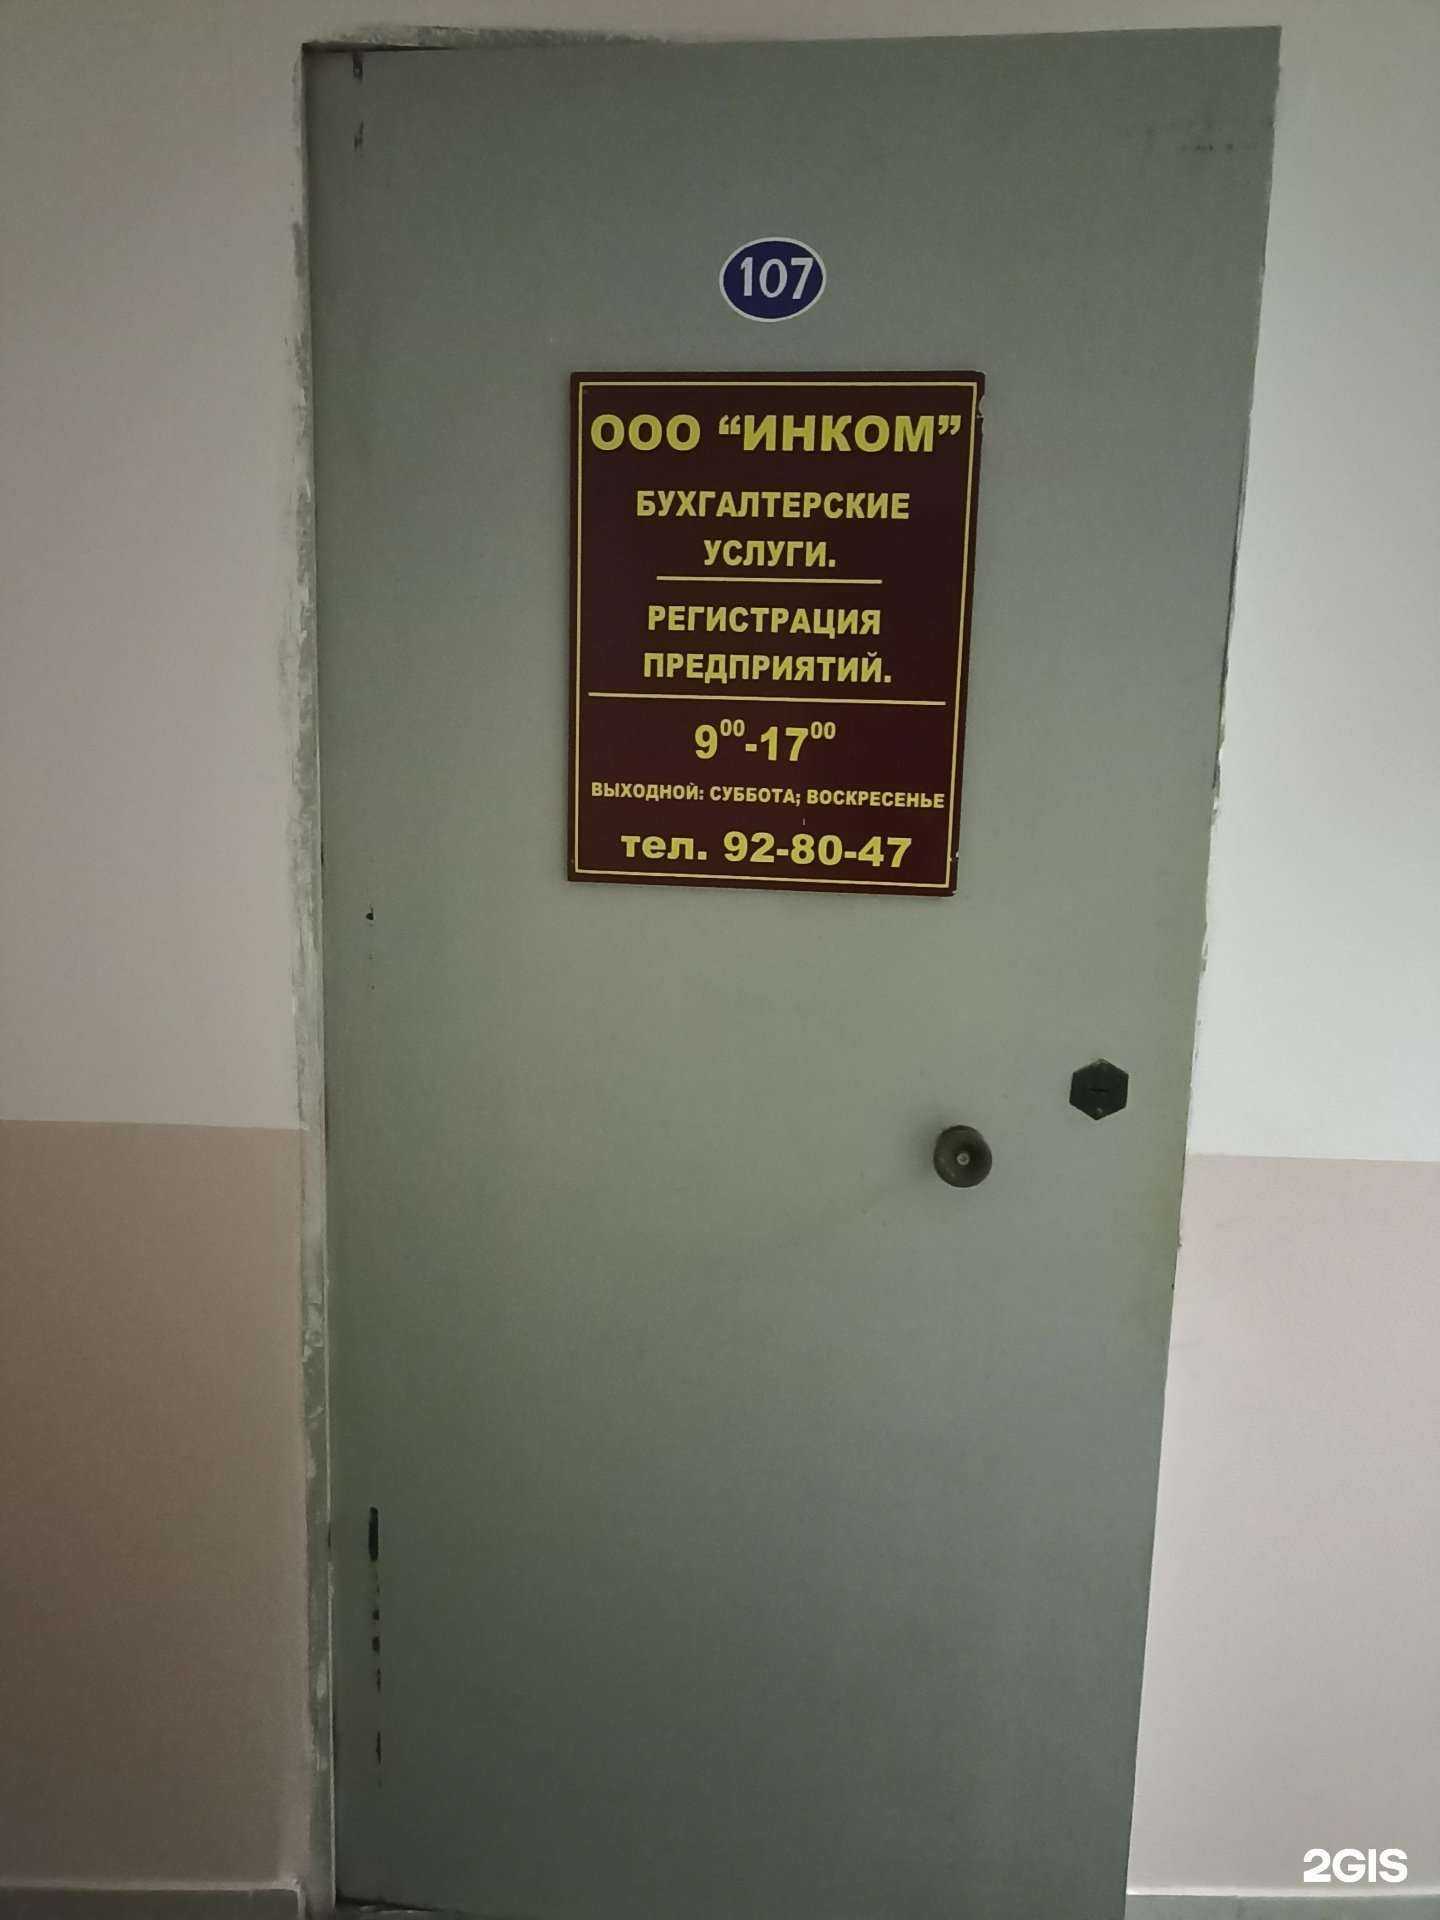 107
ООО “ИНКОМ”
БУХГАЛТЕРСКИЕ
УСЛУГИ.
РЕГИСТРАЦИЯ
ПРЕДПРИЯТИЙ.
9⁰⁰-17⁰⁰
ВЫХОДНОЙ: СУББОТА; ВОСКРЕСЕНЬЕ
тел. 92-80-47
2GIS